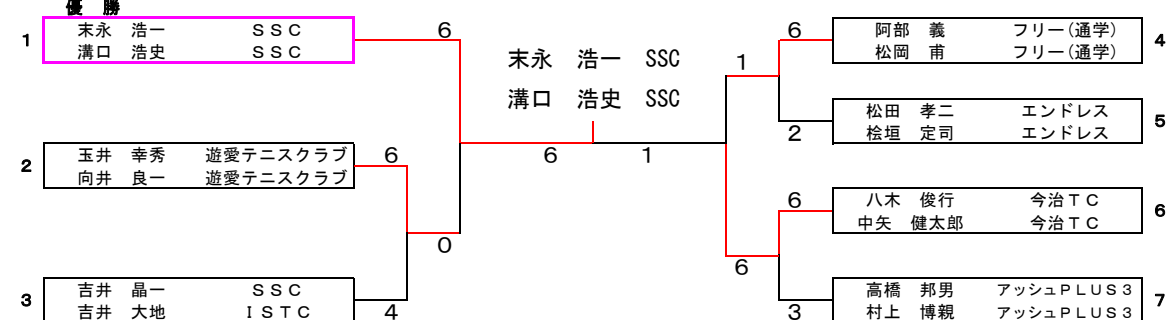 優　勝
1
末永　浩一　ＳＳＣ
溝口　浩史　ＳＳＣ
6
2
玉井　幸秀　遊愛テニスクラブ
向井　良一　遊愛テニスクラブ
6
0
3
吉井　晶一　ＳＳＣ
吉井　大地　ＩＳＴＣ
4
末永　浩一　SSC
溝口　浩史　SSC
6
1
6
阿部　義　フリー(通学)
松岡　甫　フリー(通学)
4
1
2
松田　孝二　エンドレス
桧垣　定司　エンドレス
5
6
八木　俊行　今治ＴＣ
中矢　健太郎　今治ＴＣ
6
6
3
高橋　邦男　アッシュＰＬＵＳ３
村上　博親　アッシュＰＬＵＳ３
7